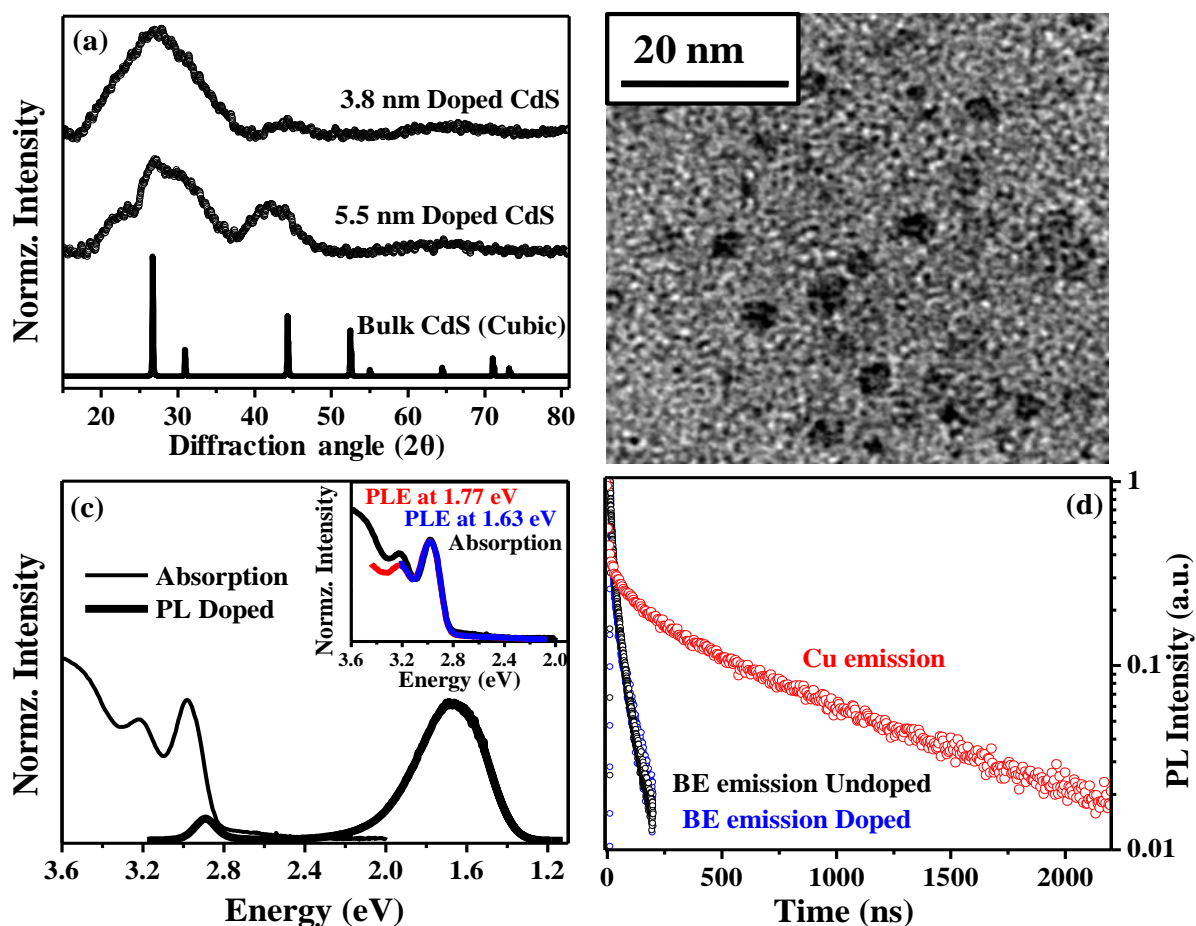 (a)
3.8 nm Doped CdS
5.5 nm Doped CdS
Bulk CdS (Cubic)
Normz. Intensity
20 30 40 50 60 70 80
Diffraction angle (2θ)
20 nm
(c)
Absorption
PL Doped
Normz. Intensity
3.6 3.2 2.8 2.4 2.0 1.6 1.2
Energy (eV)
PLE at 1.77 eV
PLE at 1.63 eV
Absorption
Normz. Intensity
3.6 3.2 2.8 2.4 2.0
Energy (eV)
(d)
Cu emission
BE emission Undoped
BE emission Doped
1
0.1
0.01
PL Intensity (a.u.)
0 500 1000 1500 2000
Time (ns)